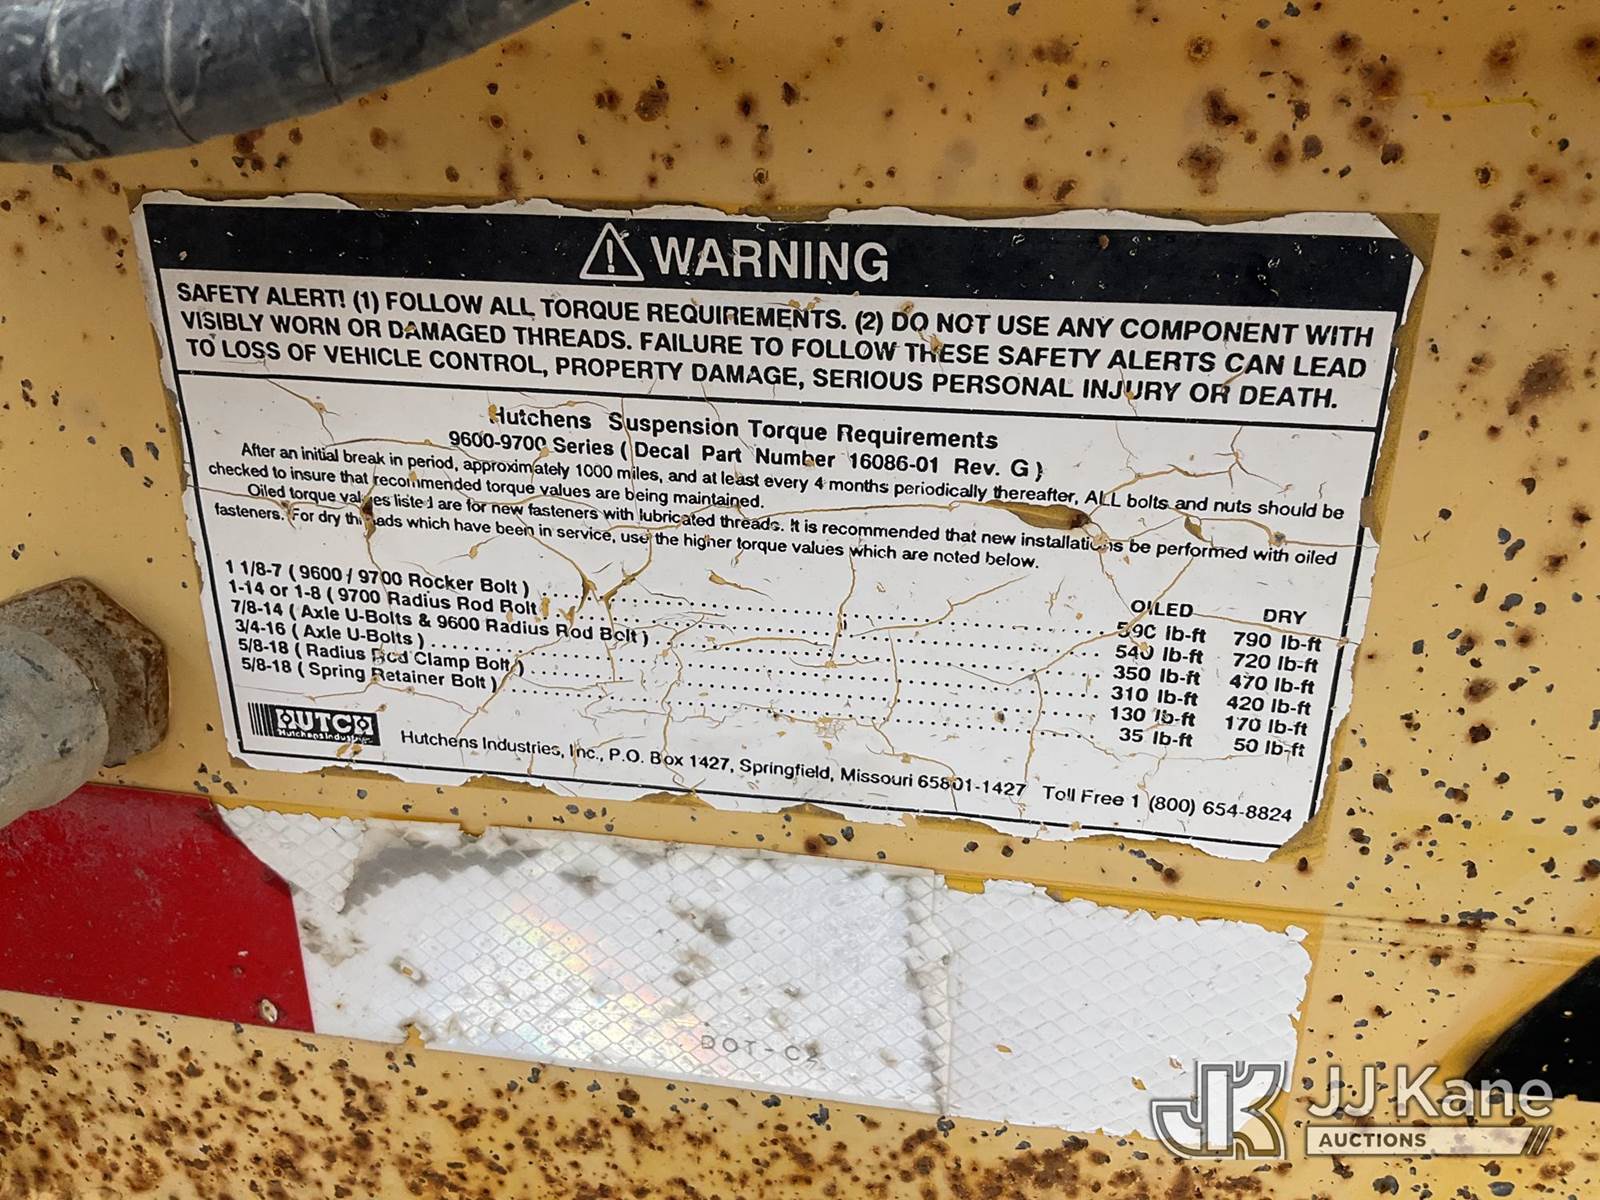 WARNING
SAFETY ALERT! (1) FOLLOW ALL TORQUE REQUIREMENTS. (2) DO NOT USE ANY COMPONENT WITH
VISIBLY WORN OR DAMAGED THREADS. FAILURE TO FOLLOW THESE SAFETY ALERTS CAN LEAD
TO LOSS OF VEHICLE CONTROL, PROPERTY DAMAGE, SERIOUS PERSONAL INJURY OR DEATH.
Hutchens Suspension Torque Requirements
9600-9700 Series ( Decal Part Number 16086-01 Rev. G )
After an initial break in period, approximately 1000 miles, and at least every 4 months periodically thereafter, ALL bolts and nuts should be
checked to insure that recommended torque values are being maintained.
Oiled torque values listed are for new fasteners with lubricated threads. It is recommended that new installations be performed with oiled
fasteners. For dry threads which have been in service, use the higher torque values which are noted below.
OILED DRY
1 1/8-7 ( 9600 / 9700 Rocker Bolt ) 590 lb-ft 790 lb-ft
1-14 or 1-8 ( 9700 Radius Rod Bolt ) 540 lb-ft 720 lb-ft
7/8-14 ( Axle U-Bolts & 9600 Radius Rod Bolt ) 350 lb-ft 470 lb-ft
3/4-16 ( Axle U-Bolts ) 310 lb-ft 420 lb-ft
5/8-18 ( Radius Rod Clamp Bolt ) 130 lb-ft 170 lb-ft
5/8-18 ( Spring Retainer Bolt ) 35 lb-ft 50 lb-ft
HUTCH
Hutchens Industries
Hutchens Industries, Inc., P.O. Box 1427, Springfield, Missouri 65801-1427 Toll Free 1 (800) 654-8824
DOT-C2
JK JJ Kane
AUCTIONS